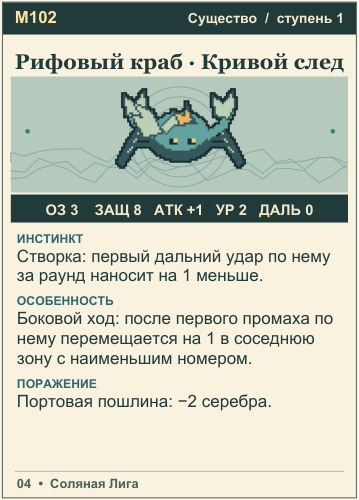 M102
Существо / ступень 1
Рифовый краб · Кривой след
ОЗ 3 ЗАЩ 8 АТК +1 УР 2 ДАЛЬ 0
ИНСТИНКТ
Створка: первый дальний удар по нему
за раунд наносит на 1 меньше.
ОСОБЕННОСТЬ
Боковой ход: после первого промаха по
нему перемещается на 1 в соседнюю
зону с наименьшим номером.
ПОРАЖЕНИЕ
Портовая пошлина: −2 серебра.
04 • Соляная Лига